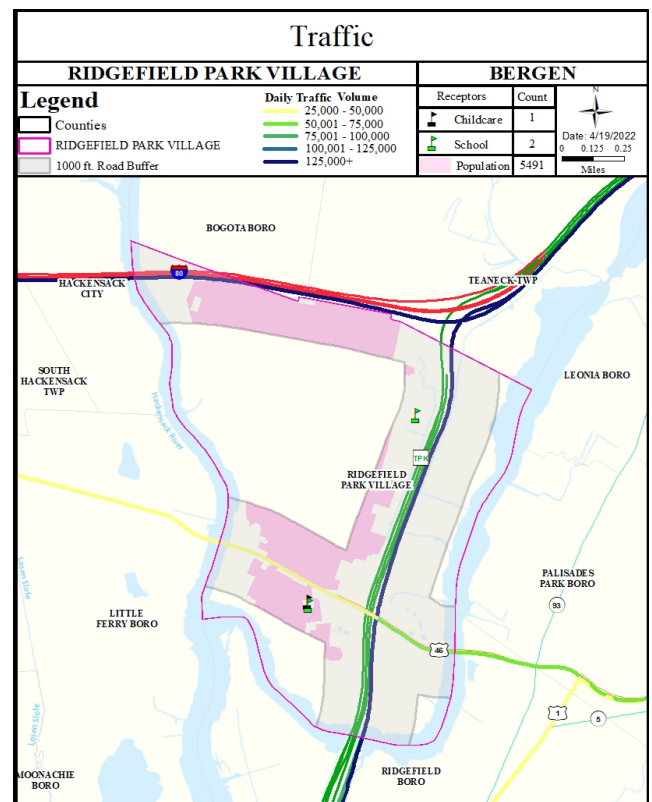 Traffic
RIDGEFIELD PARK VILLAGE
BERGEN
Legend
Counties
RIDGEFIELD PARK VILLAGE
1000 ft. Road Buffer
Daily Traffic Volume
25,000 - 50,000
50,001 - 75,000
75,001 - 100,000
100,001 - 125,000
125,000+
Receptors Count
Childcare 1
School 2
Population 5491
N
Date: 4/19/2022
0 0.125 0.25
Miles
BOGOTA BORO
80
HACKENSACK
CITY
TEANECK TWP
SOUTH
HACKENSACK
TWP
LEONIA BORO
Hackensack River
TPK
RIDGEFIELD
PARK VILLAGE
PALISADES
PARK BORO
93
LITTLE
FERRY BORO
46
1
5
Losen Slote
Losen Slote
MOONACHIE
BORO
RIDGEFIELD
BORO